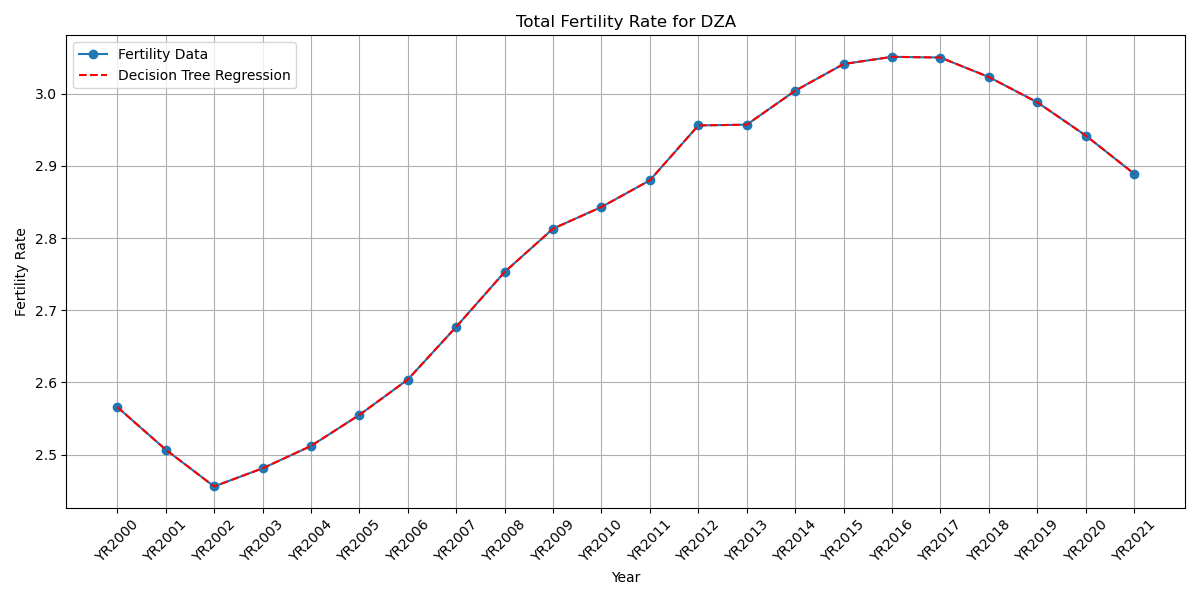 Total Fertility Rate for DZA
Fertility Data
Decision Tree Regression
Fertility Rate
3.0
2.9
2.8
2.7
2.6
2.5
YR2000
YR2001
YR2002
YR2003
YR2004
YR2005
YR2006
YR2007
YR2008
YR2009
YR2010
YR2011
YR2012
YR2013
YR2014
YR2015
YR2016
YR2017
YR2018
YR2019
YR2020
YR2021
Year